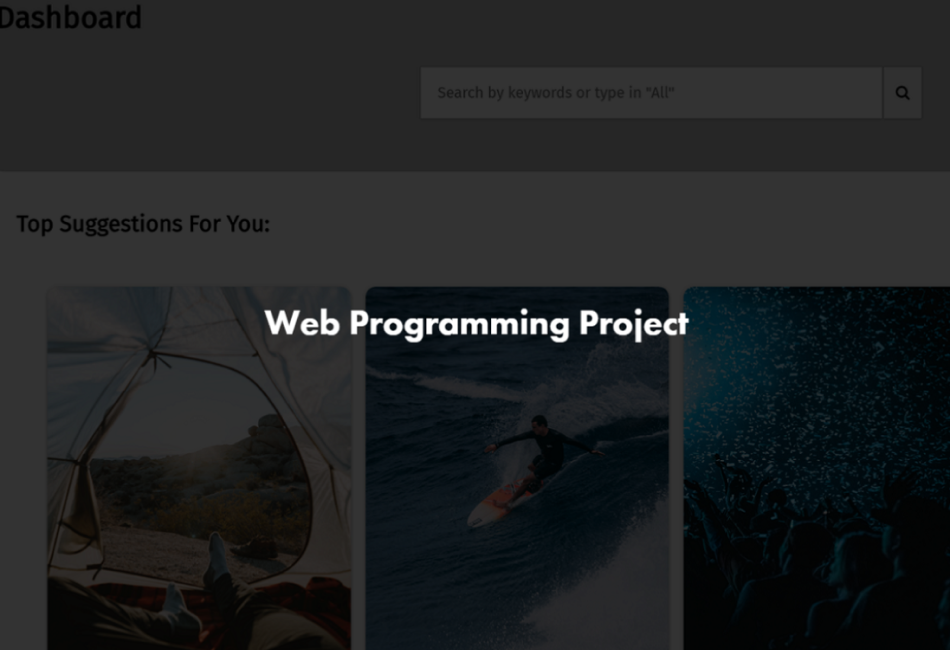 Dashboard
Search by keywords or type in "All"
Top Suggestions For You:
Web Programming Project